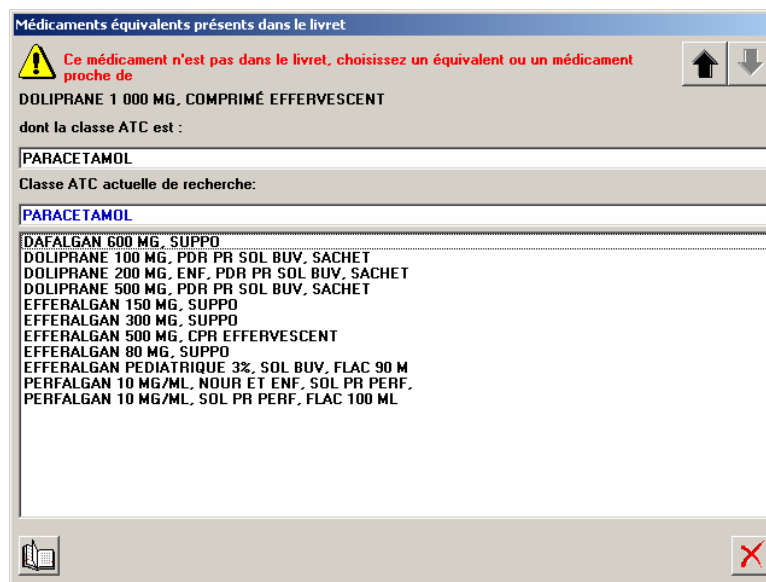 Médicaments équivalents présents dans le livret
Ce médicament n'est pas dans le livret, choisissez un équivalent ou un médicament
proche de
DOLIPRANE 1 000 MG, COMPRIMÉ EFFERVESCENT
dont la classe ATC est :
PARACETAMOL
Classe ATC actuelle de recherche:
PARACETAMOL
DAFALGAN 600 MG, SUPPO
DOLIPRANE 100 MG, PDR PR SOL BUV, SACHET
DOLIPRANE 200 MG, ENF, PDR PR SOL BUV, SACHET
DOLIPRANE 500 MG, PDR PR SOL BUV, SACHET
EFFERALGAN 150 MG, SUPPO
EFFERALGAN 300 MG, SUPPO
EFFERALGAN 500 MG, CPR EFFERVESCENT
EFFERALGAN 80 MG, SUPPO
EFFERALGAN PEDIATRIQUE 3%, SOL BUV, FLAC 90 M
PERFALGAN 10 MG/ML, NOUR ET ENF, SOL PR PERF,
PERFALGAN 10 MG/ML, SOL PR PERF, FLAC 100 ML